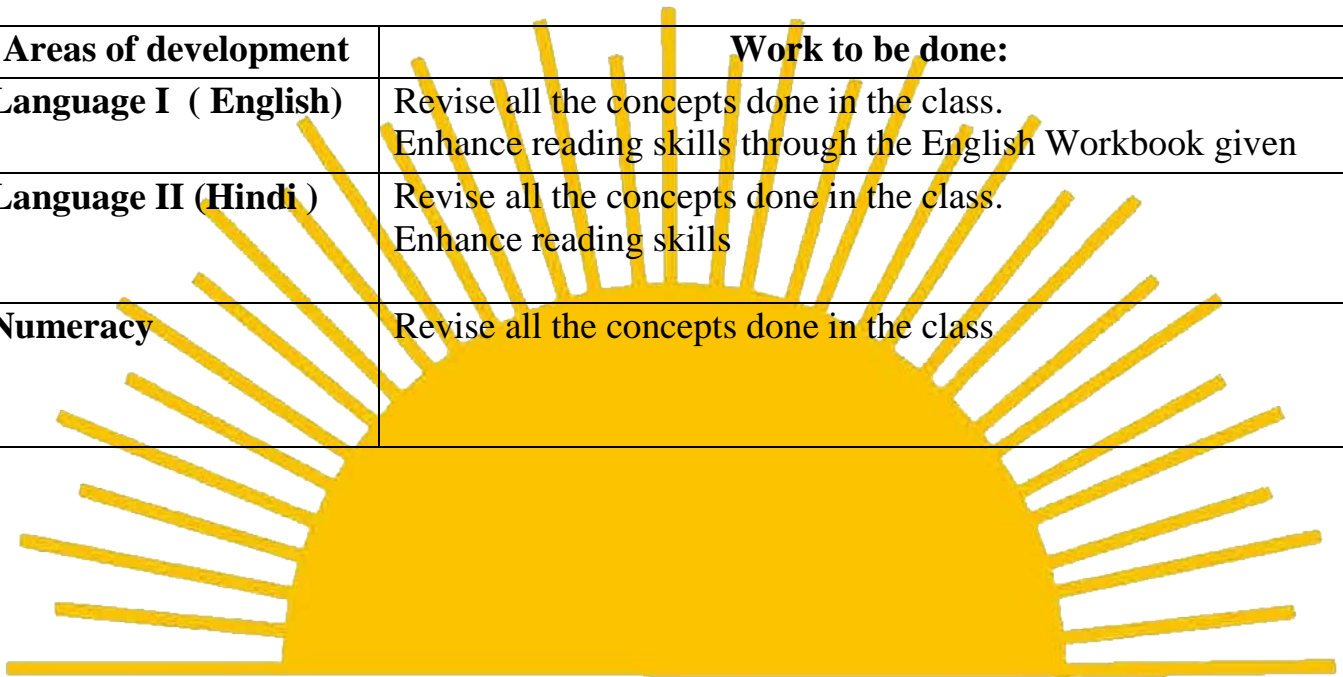 Areas of development Work to be done:
Language I ( English) Revise all the concepts done in the class.
Enhance reading skills through the English Workbook given
Language II (Hindi ) Revise all the concepts done in the class.
Enhance reading skills
Numeracy Revise all the concepts done in the class